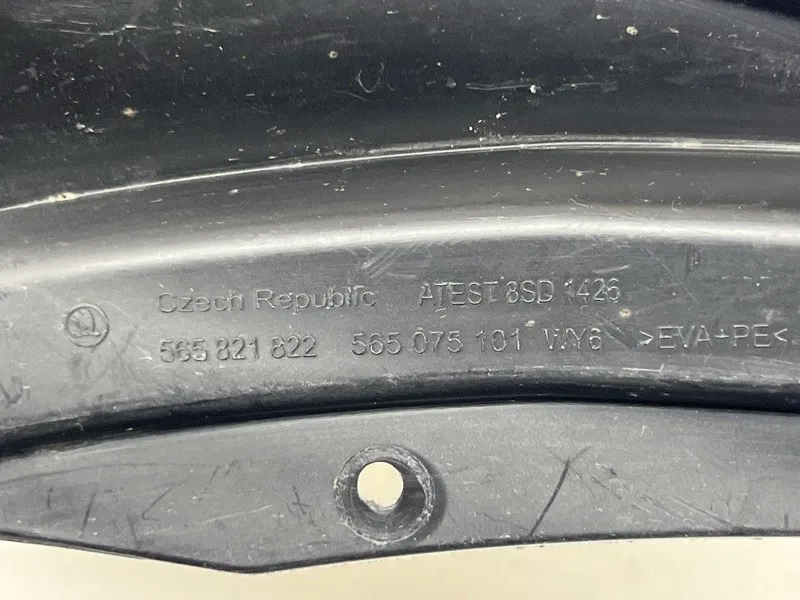 Czech Republic ATEST 8SD 1426
565 821 822 565 075 101 WY6 >EVA+PE<